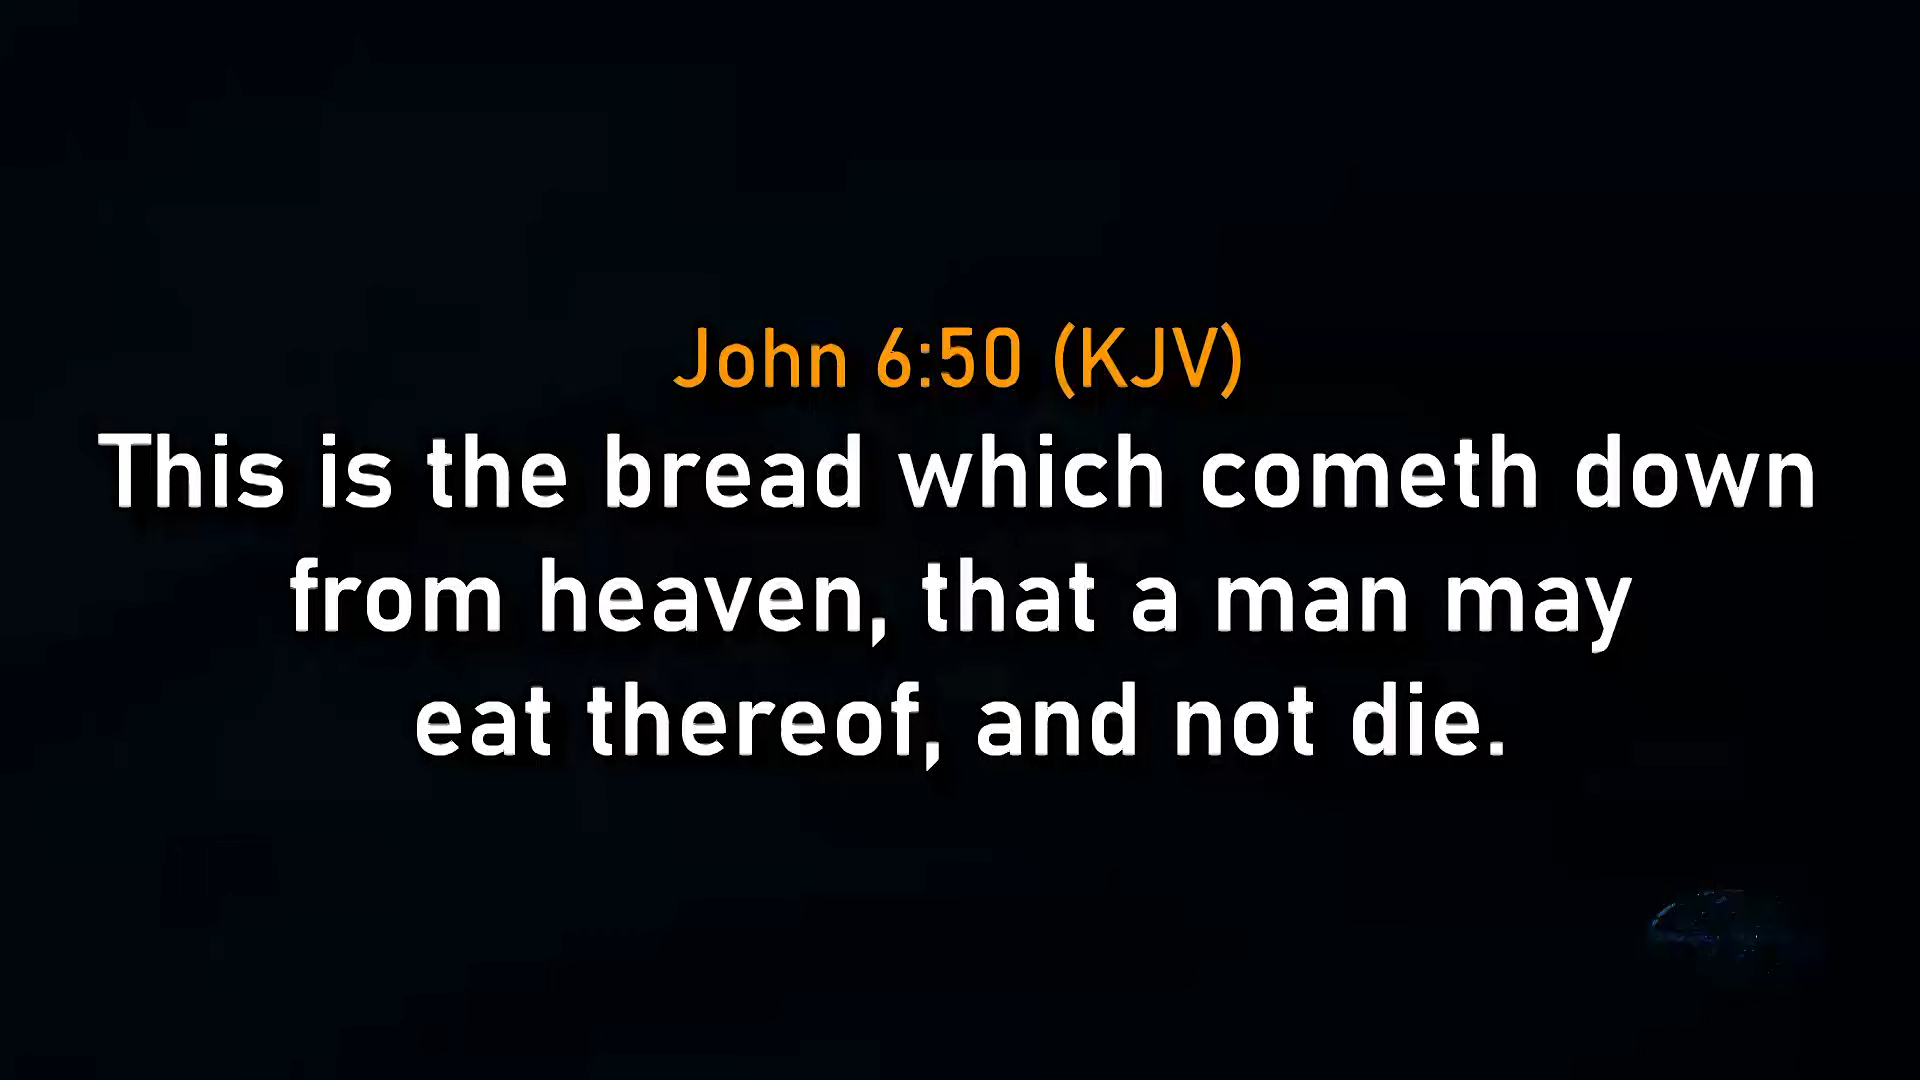 John 6:50 (KJV)
This is the bread which cometh down
from heaven, that a man may
eat thereof, and not die.